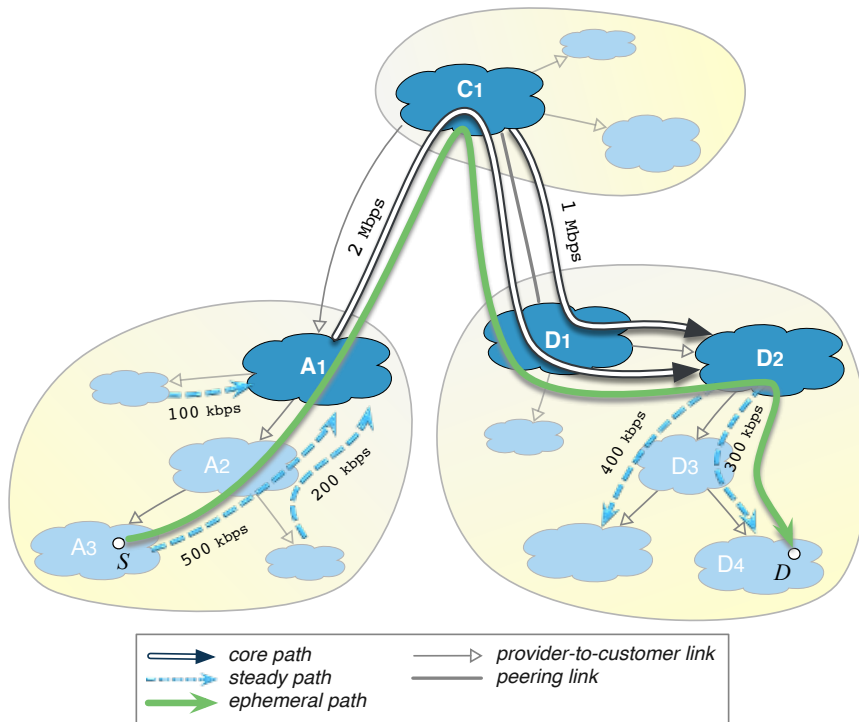 C1
2 Mbps
1 Mbps
A1
D1
D2
100 kbps
A2
200 kbps
400 kbps
D3
300 kbps
A3
S
500 kbps
D4
D
core path
provider-to-customer link
steady path
peering link
ephemeral path